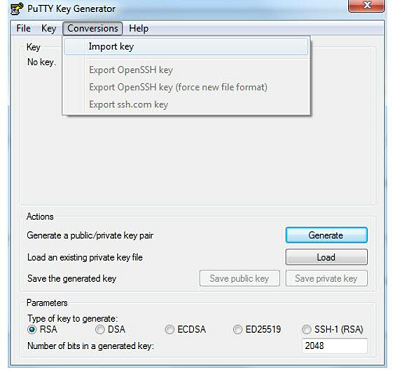 PuTTY Key Generator
File Key Conversions Help
Key
No key.
Import key
Export OpenSSH key
Export OpenSSH key (force new file format)
Export ssh.com key
Actions
Generate a public/private key pair
Generate
Load an existing private key file
Load
Save the generated key
Save public key
Save private key
Parameters
Type of key to generate:
RSA DSA ECDSA ED25519 SSH-1 (RSA)
Number of bits in a generated key:
2048